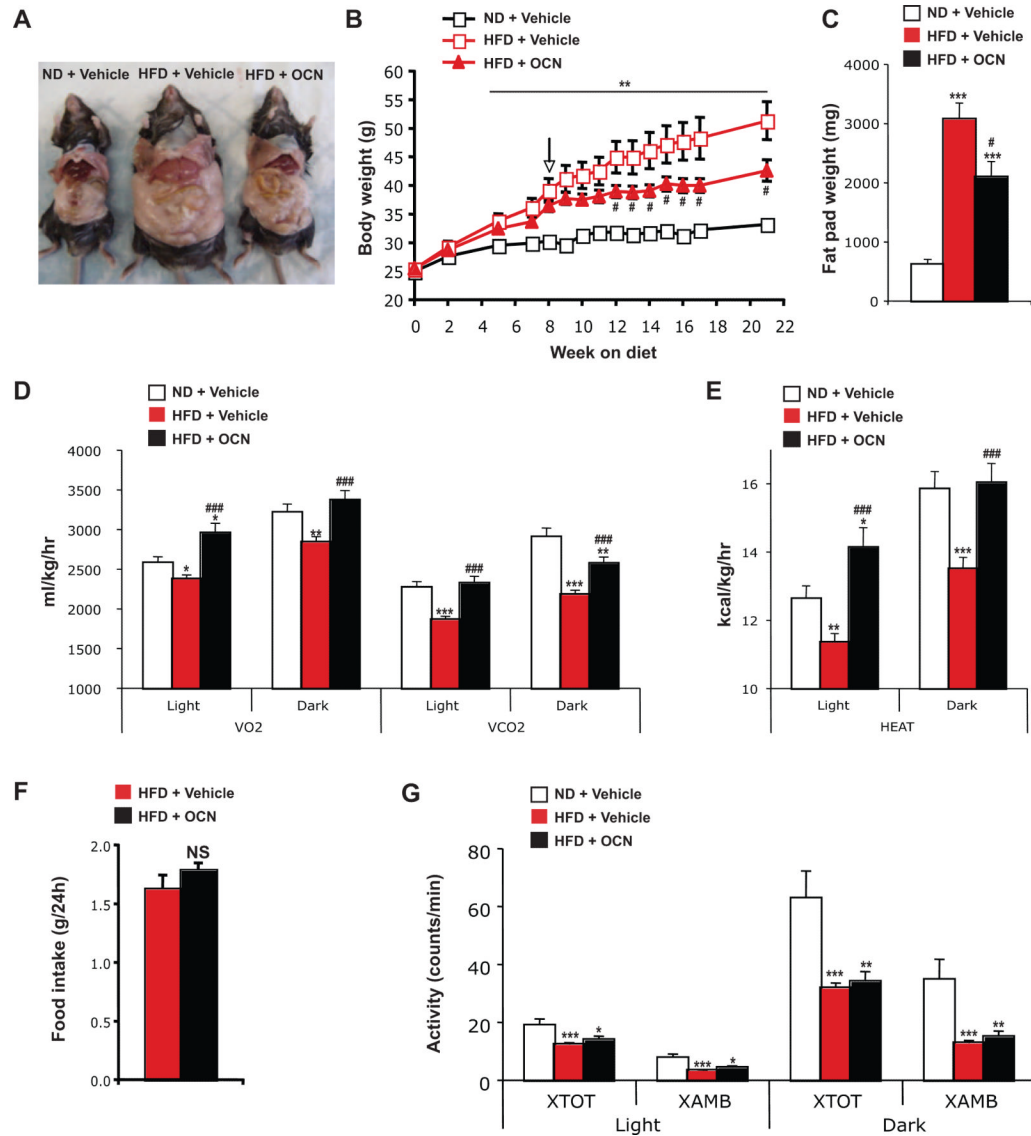 A
ND + Vehicle HFD + Vehicle HFD + OCN
B
ND + Vehicle
HFD + Vehicle
HFD + OCN
**
Body weight (g)
60
55
50
45
40
35
30
25
20
# # # # # # #
0 2 4 6 8 10 12 14 16 18 20 22
Week on diet
C
ND + Vehicle
HFD + Vehicle
HFD + OCN
Fat pad weight (mg)
4000
3000
2000
1000
0
***
#
***
D
ND + Vehicle
HFD + Vehicle
HFD + OCN
ml/kg/hr
4000
3500
3000
2500
2000
1500
1000
*
###
*
**
###
***
###
***
###
**
Light Dark Light Dark
VO2 VCO2
E
ND + Vehicle
HFD + Vehicle
HFD + OCN
kcal/kg/hr
16
14
12
10
**
###
*
***
###
Light Dark
HEAT
F
HFD + Vehicle
HFD + OCN
Food intake (g/24h)
2.0
1.5
1.0
0.5
0.0
NS
G
ND + Vehicle
HFD + Vehicle
HFD + OCN
Activity (counts/min)
80
60
40
20
0
*** *
*** *
*** **
*** **
XTOT XAMB XTOT XAMB
Light Dark